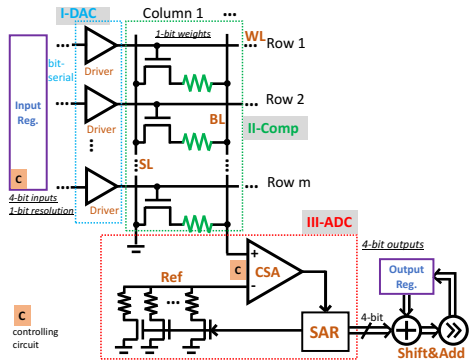 I-DAC
Column 1
1-bit weights
WL
Row 1
bit-
serial
Driver
Input
Reg.
Row 2
BL
Driver
II-Comp
SL
Row m
C
4-bit inputs
1-bit resolution
Driver
III-ADC
4-bit outputs
+
C
CSA
-
Ref
Output
Reg.
C
controlling
circuit
SAR
4-bit
Shift&Add